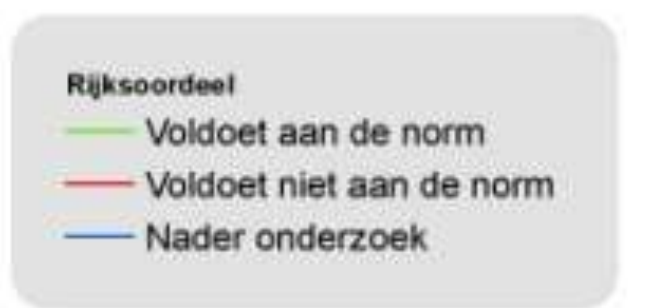 Rijksoordeel
Voldoet aan de norm
Voldoet niet aan de norm
Nader onderzoek